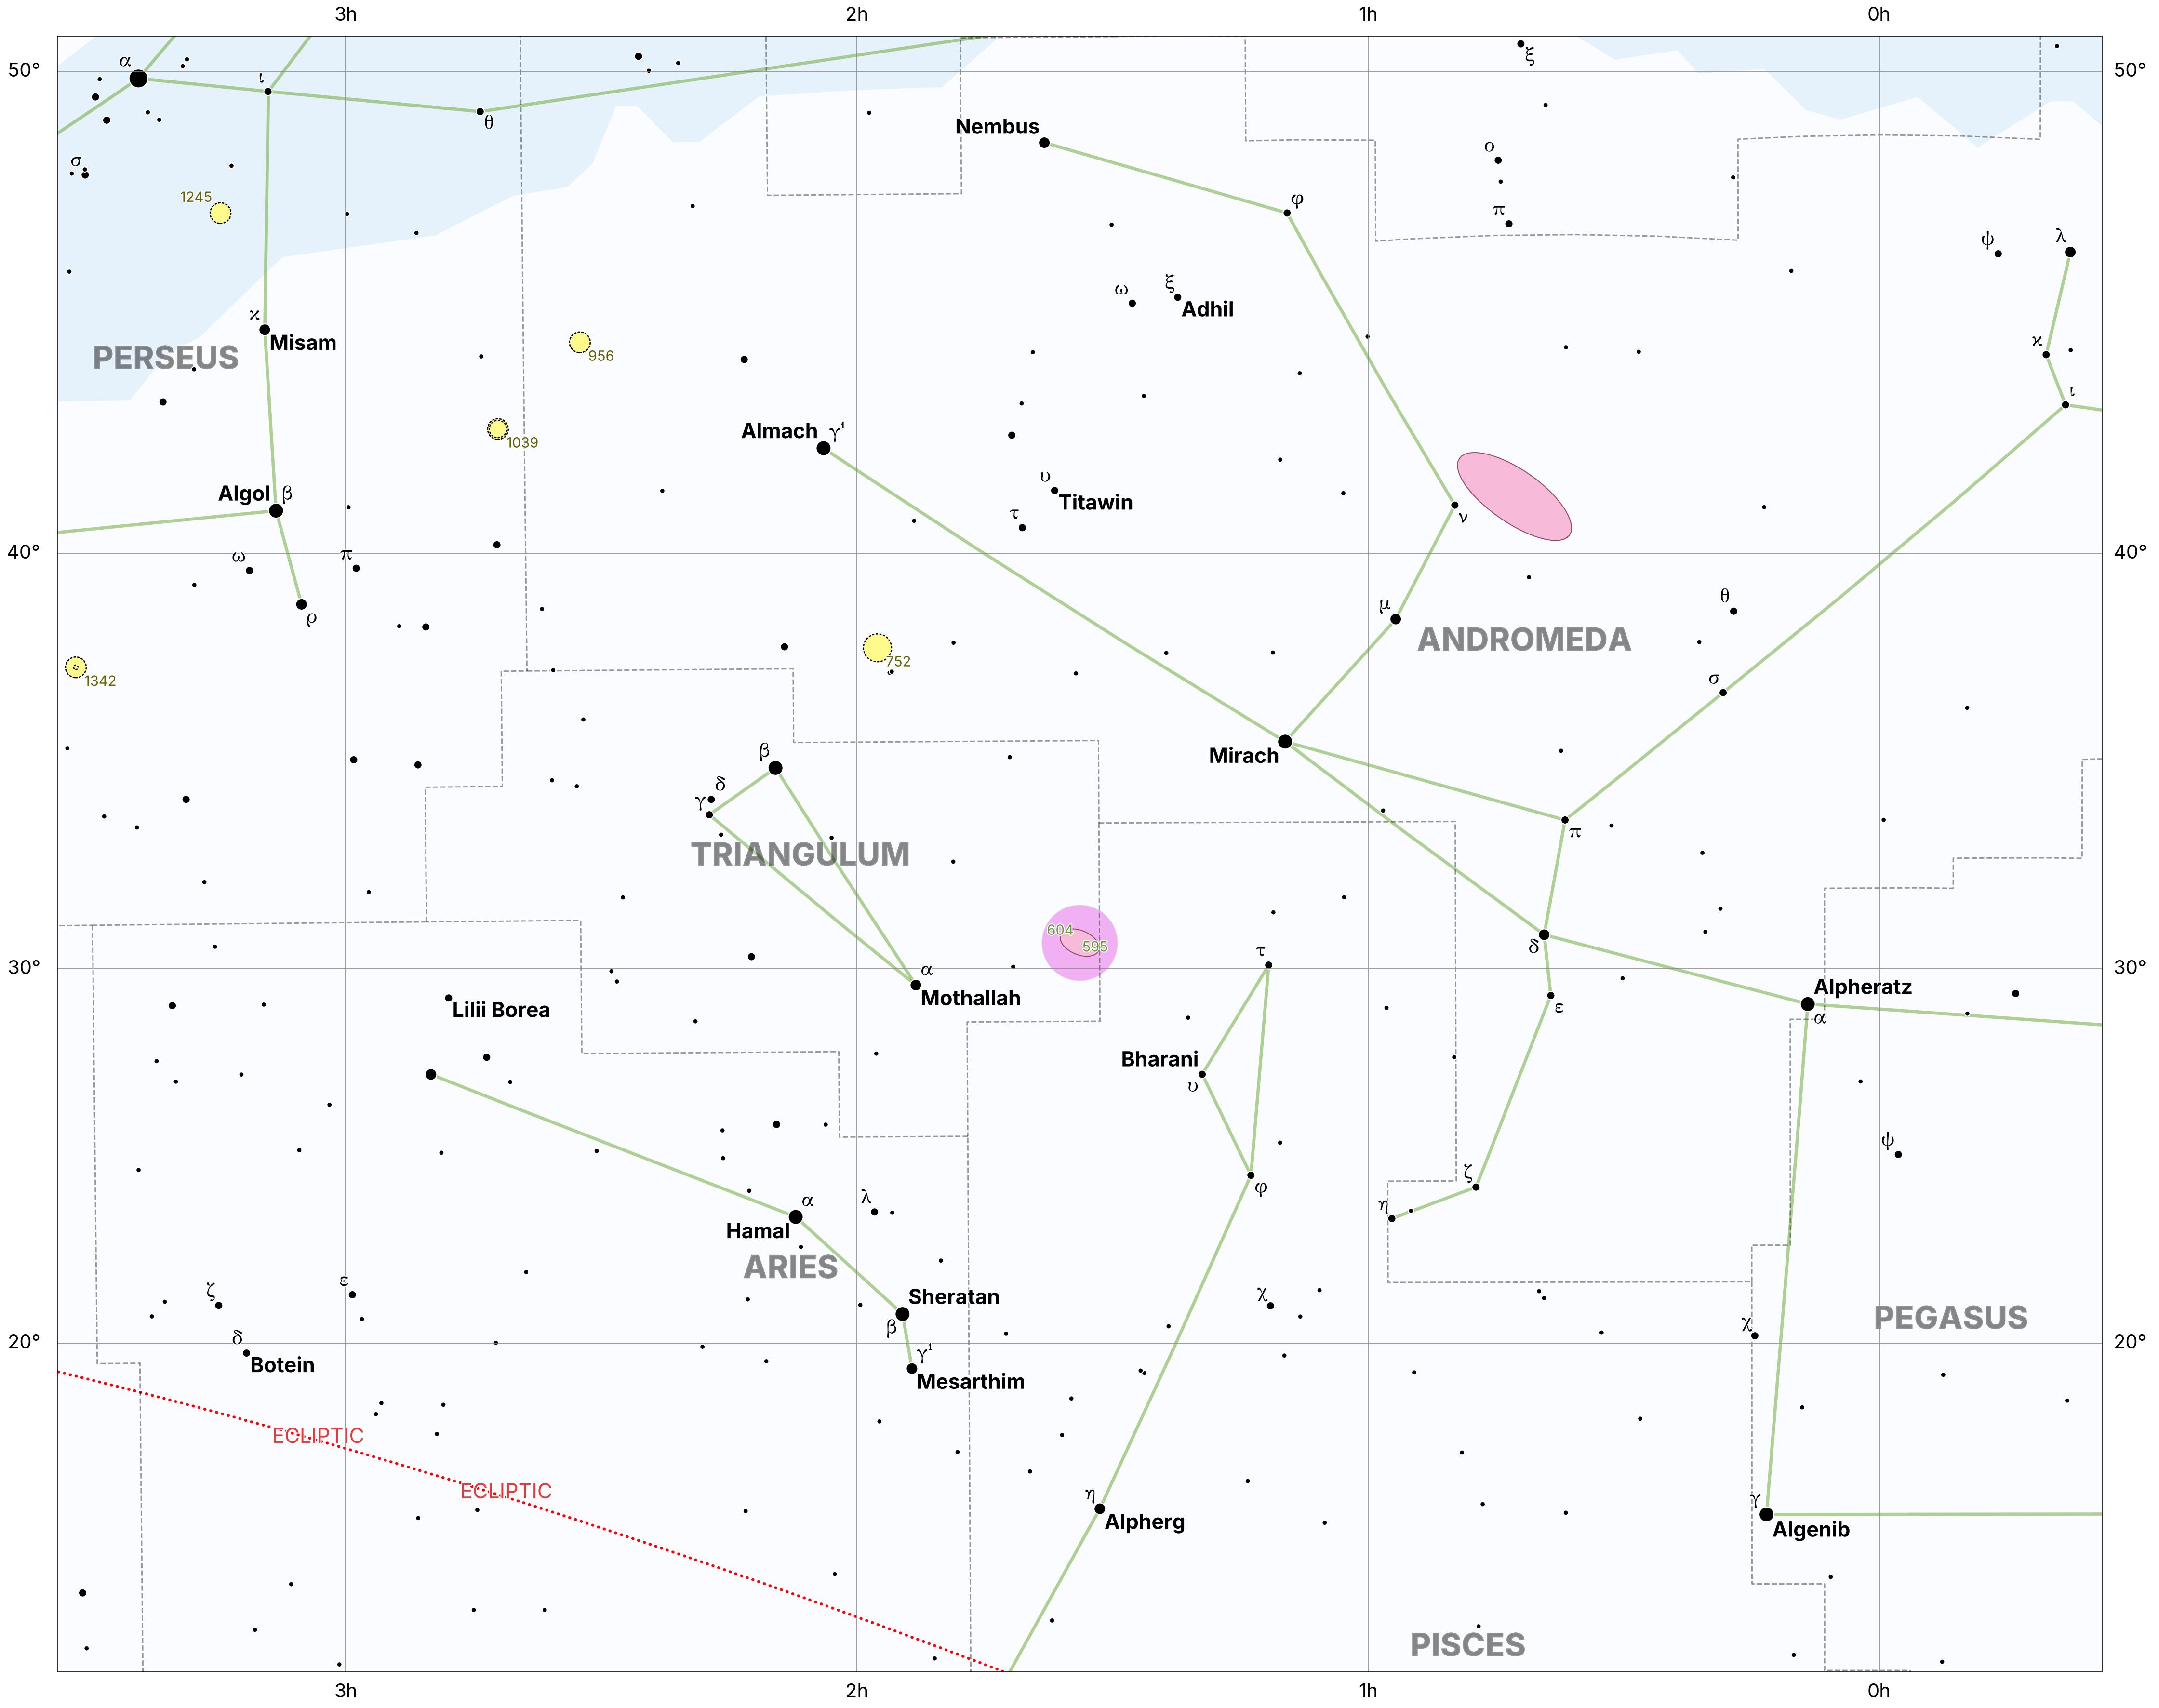 3h 2h 1h 0h
50° 50°
α
ι
ξ
θ
Nembus
ο
σ
1245
φ
π
ψ λ
ξ
ω
Adhil
ϰ
Misam
ϰ
956
PERSEUS
ι
Almach γ¹
1039
υ
Titawin
Algol β
τ
ν
40° 40°
ω
π
θ
ρ
μ
ANDROMEDA
752
1342
σ
β
Mirach
δ
γ
π
TRIANGULUM
604
595
δ
τ
30° 30°
α
Mothallah
Alpheratz
α
Lilii Borea
ε
Bharani
υ
ψ
ζ
φ
α
λ
η
Hamal
ARIES
ζ
ε
χ
Sheratan
β
PEGASUS
χ
20° 20°
δ
Botein
γ¹
Mesarthim
ECLIPTIC
ECLIPTIC
η
Alpherg
γ
Algenib
PISCES
3h 2h 1h 0h